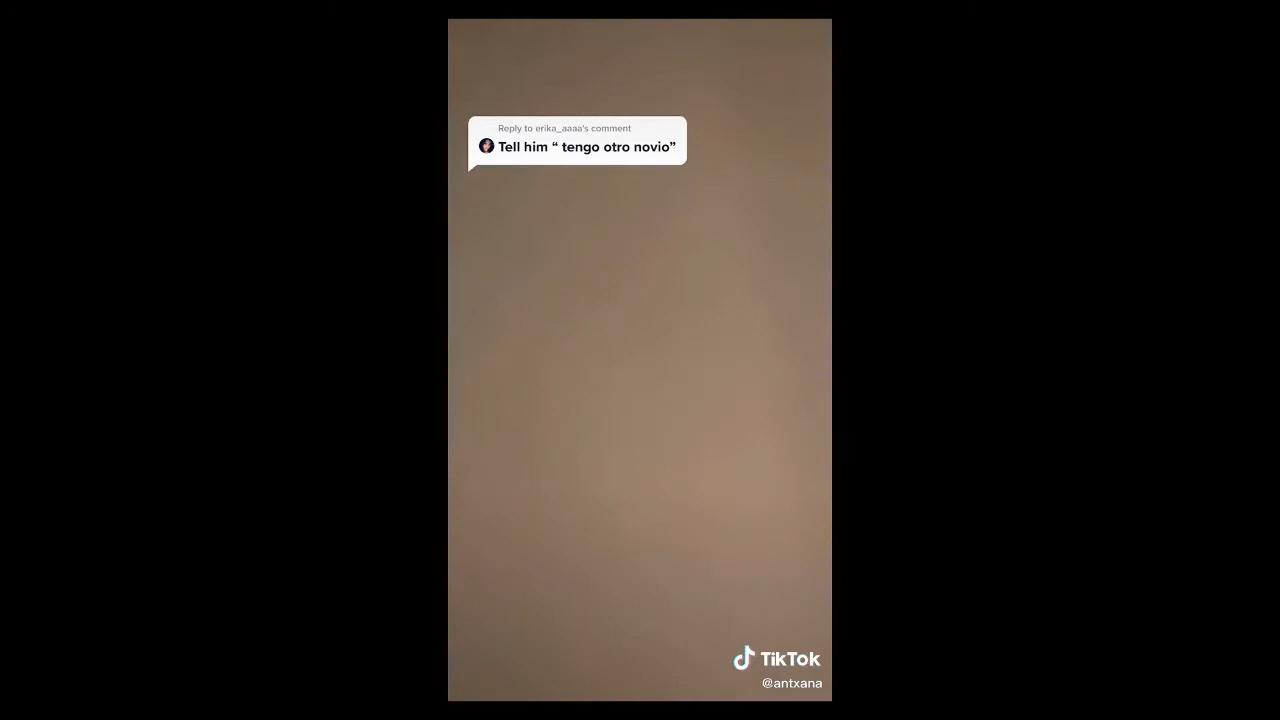 Reply to erika_aaaa's comment
Tell him “ tengo otro novio”
TikTok
@antxana